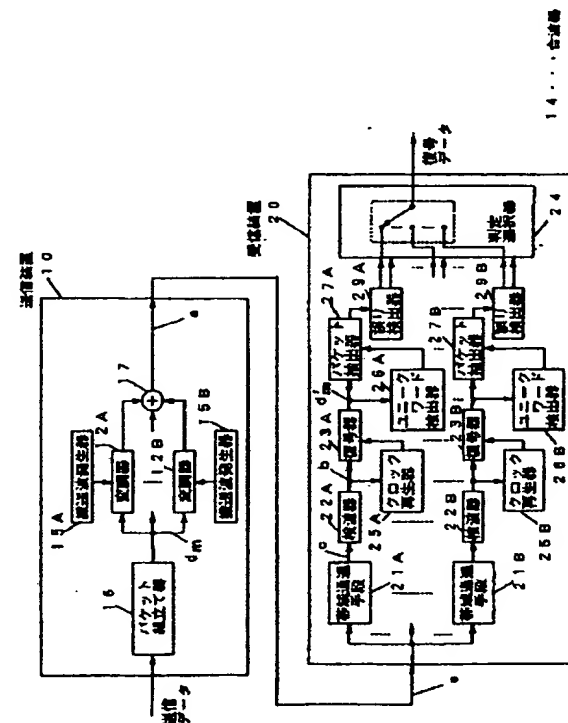 送信装置
10
15A
搬送波発生器
12A
変調器
17
16
パケット
組立て器
送信
データ
dm
12B
変調器
搬送波発生器
15B
a
受信装置
20
a
帯域通過
手段
21A
c
22A
検波器
b
23A
復号器
d'm
27A
パケット
検出器
29A
誤り
検出器
25A
クロック
再生器
26A
ユニーク
ワード
検出器
帯域通過
手段
21B
22B
検波器
23B
復号器
27B
パケット
検出器
29B
誤り
検出器
25B
クロック
再生器
26B
ユニーク
ワード
検出器
判定
選択器
24
復号
データ
14・・・合波器